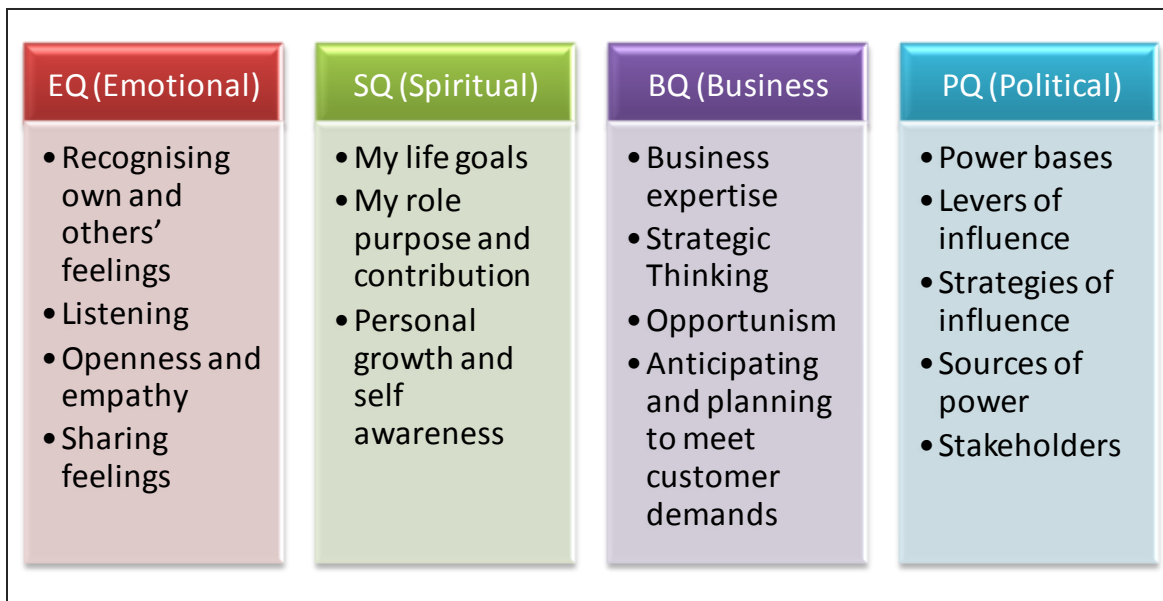 EQ (Emotional)
• Recognising
own and
others’
feelings
• Listening
• Openness and
empathy
• Sharing
feelings
SQ (Spiritual)
• My life goals
• My role
purpose and
contribution
• Personal
growth and
self
awareness
BQ (Business
• Business
expertise
• Strategic
Thinking
• Opportunism
• Anticipating
and planning
to meet
customer
demands
PQ (Political)
• Power bases
• Levers of
influence
• Strategies of
influence
• Sources of
power
• Stakeholders